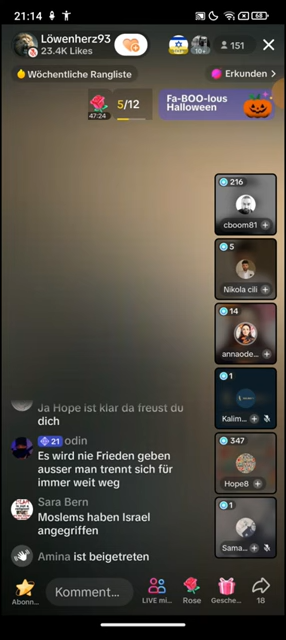 21:14
68
Löwenherz93
23.4K Likes
10+
151
Wöchentliche Rangliste
Erkunden >
47:24
5/12
Fa-BOO-lous
Halloween
216
cboom81
5
Nikola cili
14
annaode...
1
Kalim...
347
Hope8
1
Sama...
Ja Hope ist klar da freust du
dich
21 odin
Es wird nie Frieden geben
ausser man trennt sich für
immer weit weg
Sara Bern
Moslems haben Israel
angegriffen
Amina ist beigetreten
Komment...
Abonn...
LIVE mi...
Rose
Gesche...
18